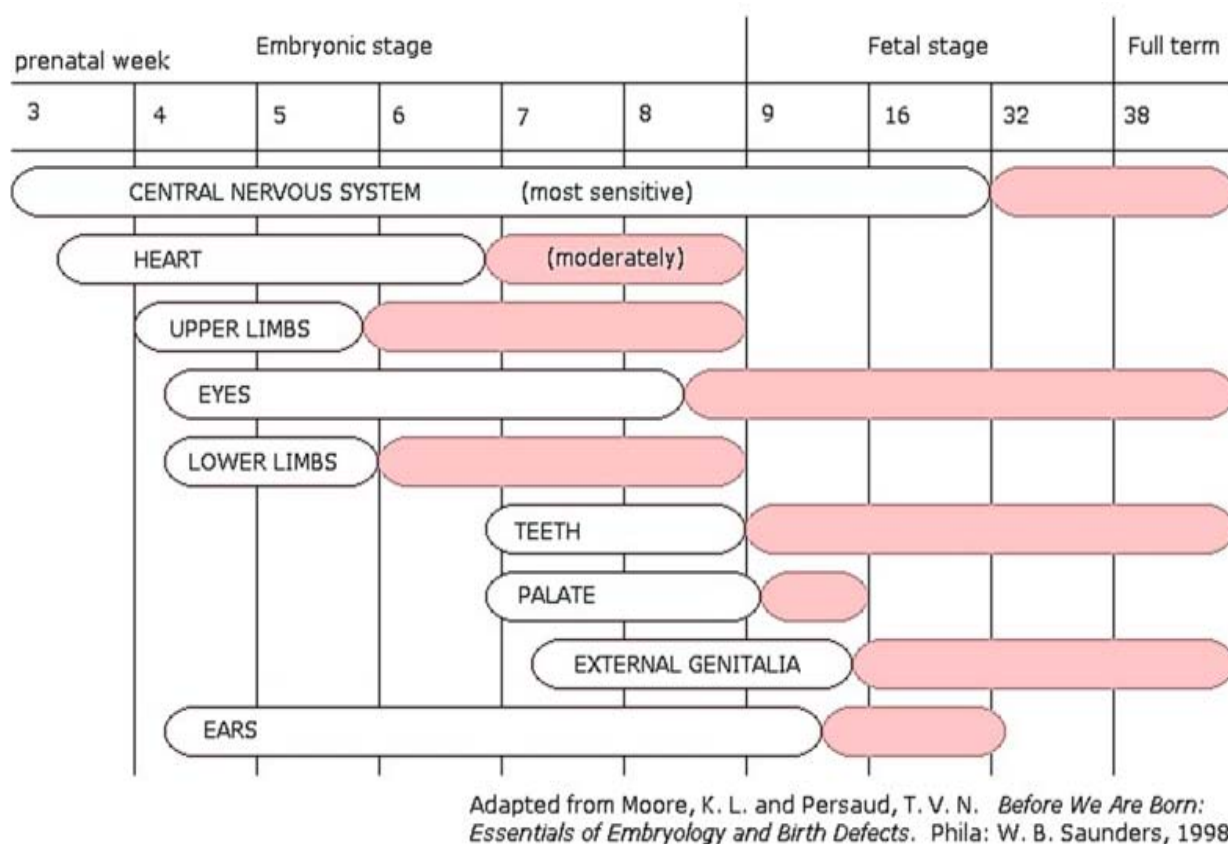 Embryonic stage Fetal stage Full term
prenatal week
3 4 5 6 7 8 9 16 32 38
CENTRAL NERVOUS SYSTEM (most sensitive)
HEART (moderately)
UPPER LIMBS
EYES
LOWER LIMBS
TEETH
PALATE
EXTERNAL GENITALIA
EARS
Adapted from Moore, K. L. and Persaud, T. V. N. Before We Are Born:
Essentials of Embryology and Birth Defects. Phila: W. B. Saunders, 1998